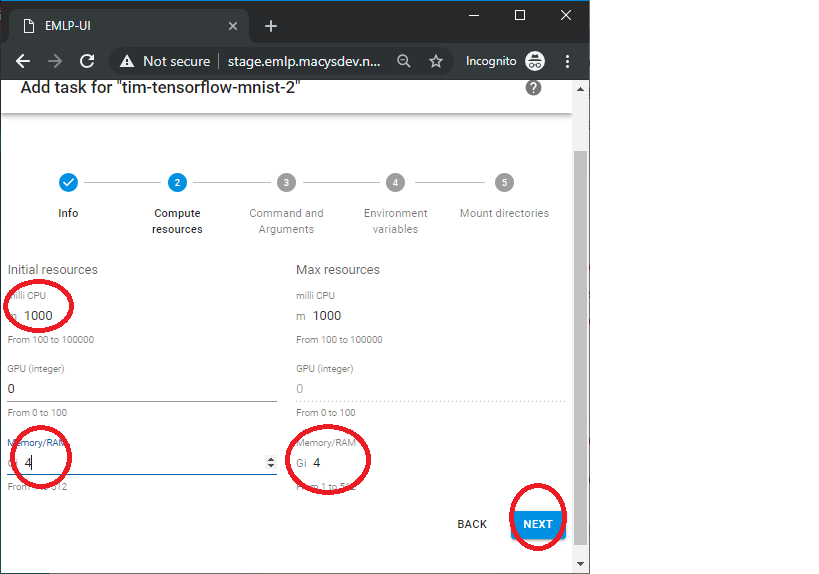 EMLP-UI
Not secure stage.emlp.macysdev.n... Incognito
Add task for "tim-tensorflow-mnist-2"
2 3 4 5
Info Compute resources Command and Arguments Environment variables Mount directories
Initial resources Max resources
milli CPU milli CPU
m 1000 m 1000
From 100 to 100000 From 100 to 100000
GPU (integer) GPU (integer)
0 0
From 0 to 100 From 0 to 100
Memory/RAM Memory/RAM
Gi 4 Gi 4
From 1 to 512 From 1 to 512
BACK NEXT